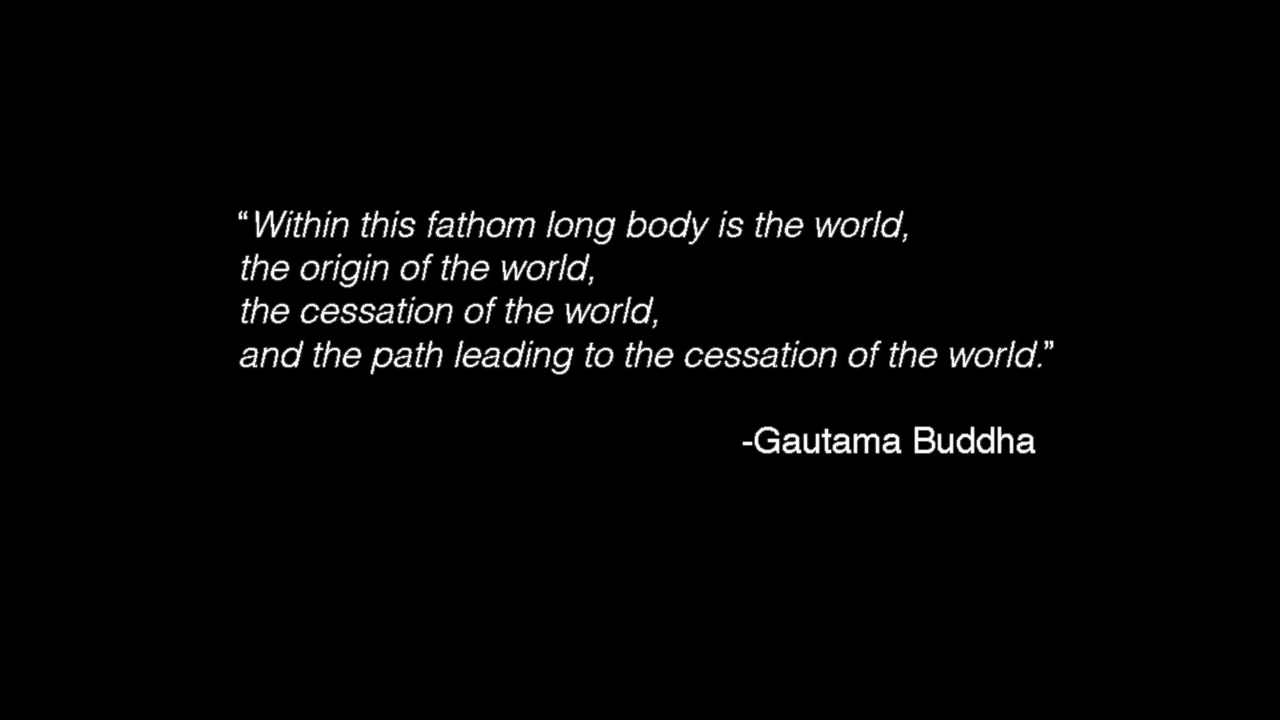 “Within this fathom long body is the world,
the origin of the world,
the cessation of the world,
and the path leading to the cessation of the world.”
-Gautama Buddha